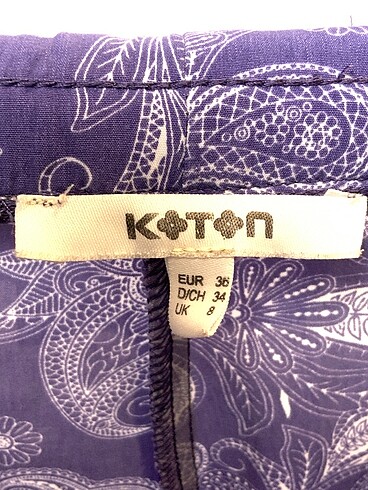 KOTON
EUR 36
D/CH 34
UK 8